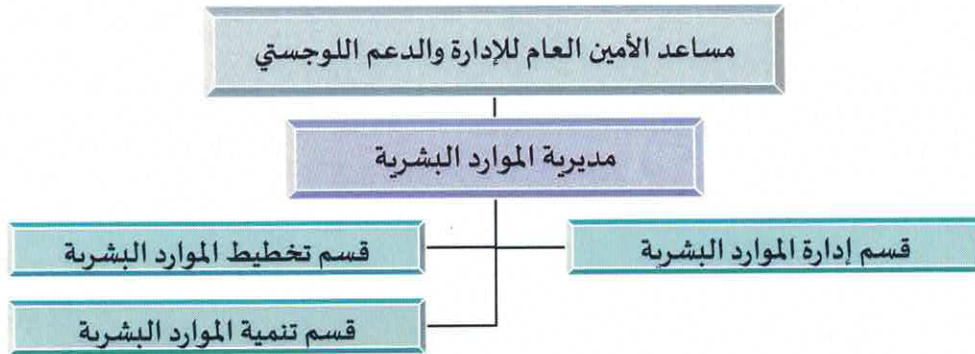 مساعد الأمين العام للإدارة والدعم اللوجستي
مديرية الموارد البشرية
قسم إدارة الموارد البشرية
قسم تخطيط الموارد البشرية
قسم تنمية الموارد البشرية